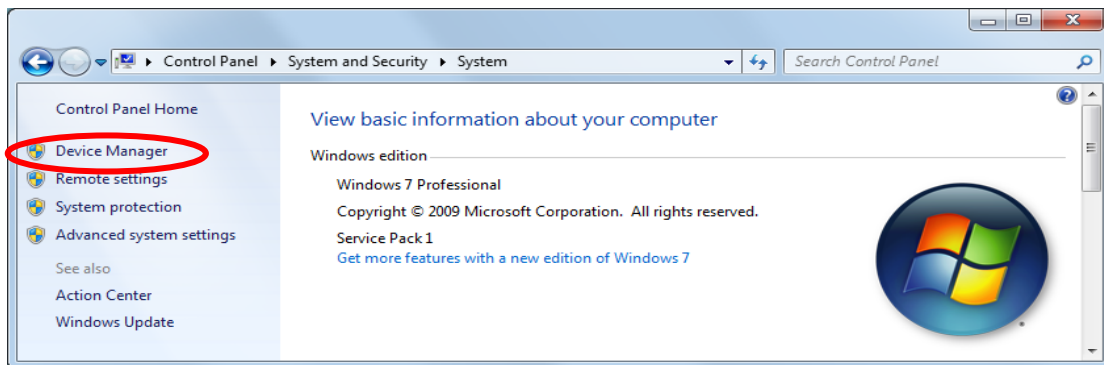 Control Panel System and Security System
Search Control Panel
Control Panel Home
Device Manager
Remote settings
System protection
Advanced system settings
See also
Action Center
Windows Update
View basic information about your computer
Windows edition
Windows 7 Professional
Copyright © 2009 Microsoft Corporation. All rights reserved.
Service Pack 1
Get more features with a new edition of Windows 7